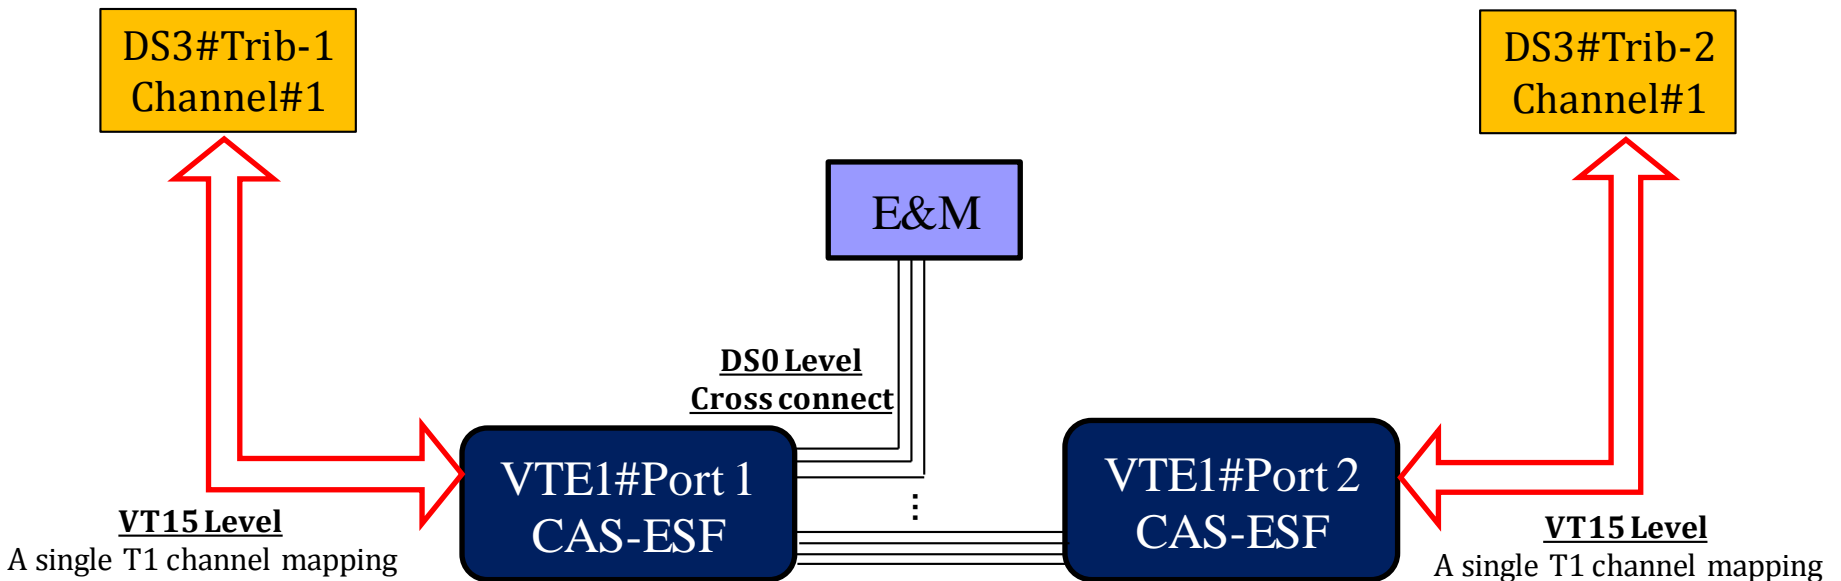 DS3#Trib-1
Channel#1
DS3#Trib-2
Channel#1
E&M
DS0 Level
Cross connect
VTE1#Port 1
CAS-ESF
⋮
VTE1#Port 2
CAS-ESF
VT15 Level
A single T1 channel mapping
VT15 Level
A single T1 channel mapping